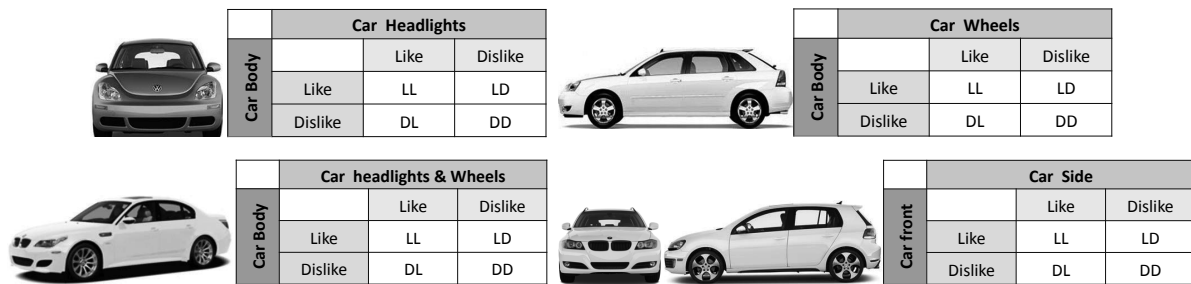 Car Headlights
Car Body
Like Dislike
Like LL LD
Dislike DL DD
Car Wheels
Car Body
Like Dislike
Like LL LD
Dislike DL DD
Car headlights & Wheels
Car Body
Like Dislike
Like LL LD
Dislike DL DD
Car Side
Car front
Like Dislike
Like LL LD
Dislike DL DD